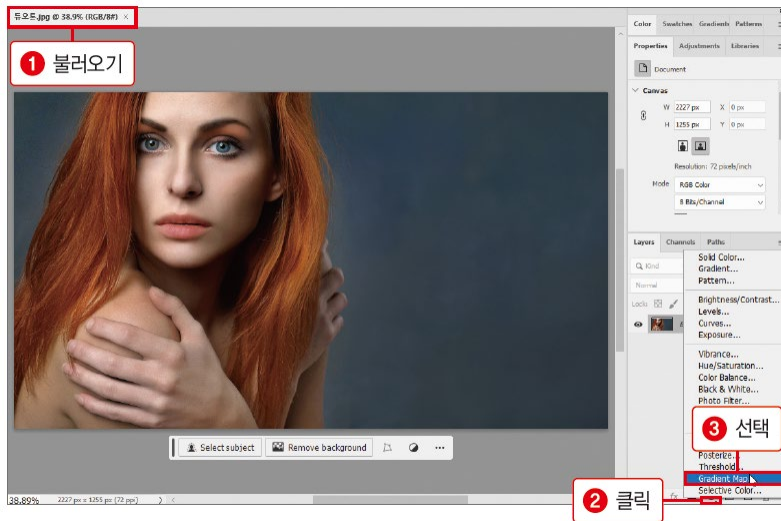 듀오톤.jpg @ 38.9% (RGB/8#) ×
1 불러오기
Color Swatches Gradients Patterns
Properties Adjustments Libraries
Document
Canvas
W 2227 px X 0 px
H 1255 px Y 0 px
Resolution: 72 pixels/inch
Mode RGB Color
8 Bits/Channel
Layers Channels Paths
Kind
Normal
Lock:
Solid Color...
Gradient...
Pattern...
Brightness/Contrast...
Levels...
Curves...
Exposure...
Vibrance...
Hue/Saturation...
Color Balance...
Black & White...
Photo Filter...
3 선택
Posterize...
Threshold...
Gradient Map...
Selective Color...
fx
2 클릭
Select subject Remove background ...
38.89% 2227 px x 1255 px (72 ppi) > <